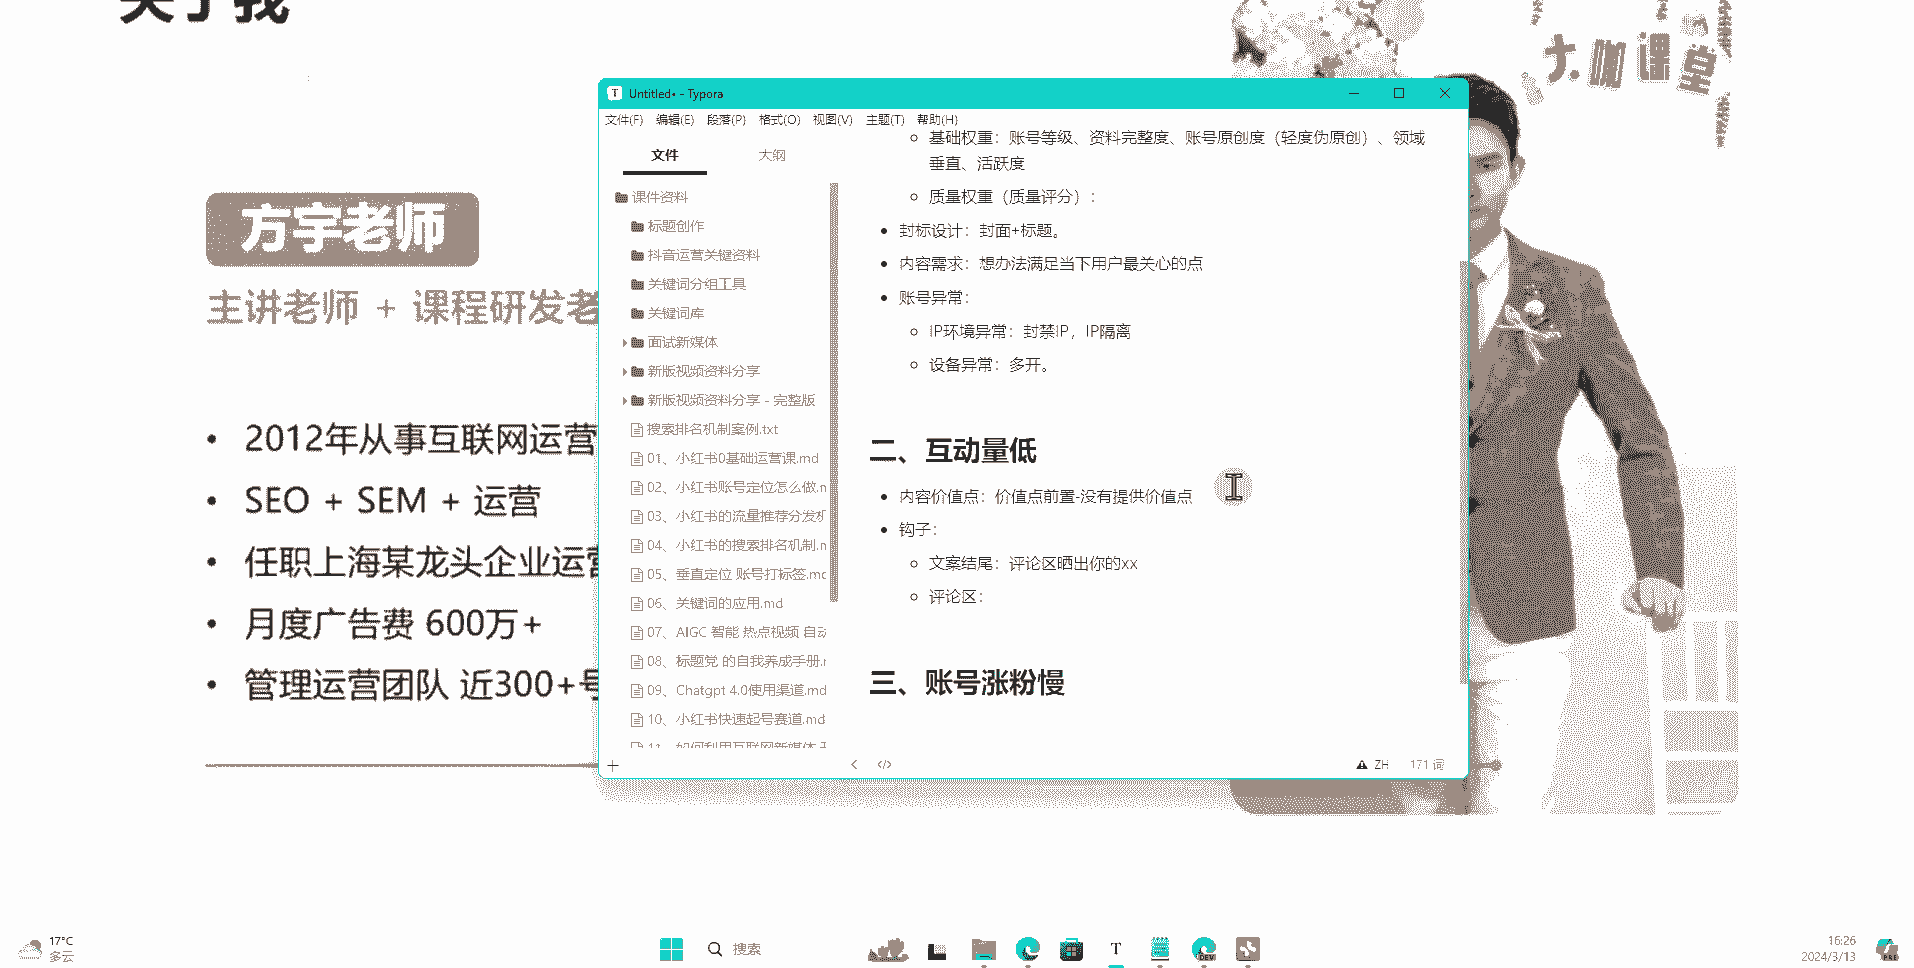 关于我
大咖课堂
方宇老师
主讲老师 + 课程研发老
2012年从事互联网运营
SEO + SEM + 运营
任职上海某龙头企业运营
月度广告费 600万+
管理运营团队 近300+号
Untitled• - Typora
文件(F) 编辑(E) 段落(P) 格式(O) 视图(V) 主题(T) 帮助(H)
文件 大纲
课件资料
标题创作
抖音运营关键资料
关键词分组工具
关键词库
面试新媒体
新版视频资料分享
新版视频资料分享 - 完整版
搜索排名机制案例.txt
01、小红书0基础运营课.md
02、小红书账号定位怎么做.m
03、小红书的流量推荐分发机
04、小红书的搜索排名机制.m
05、垂直定位 账号打标签.md
06、关键词的应用.md
07、AIGC 智能 热点视频 自动
08、标题党 的自我养成手册.m
09、Chatgpt 4.0使用渠道.md
10、小红书快速起号赛道.md
11、如何利用互联网新媒体
基础权重：账号等级、资料完整度、账号原创度（轻度伪原创）、领域
垂直、活跃度
质量权重（质量评分）：
封标设计：封面+标题。
内容需求：想办法满足当下用户最关心的点
账号异常：
IP环境异常：封禁IP，IP隔离
设备异常：多开。
二、互动量低
内容价值点：价值点前置-没有提供价值点
钩子：
文案结尾：评论区晒出你的xx
评论区：
三、账号涨粉慢
ZH 171 词
17°C
多云
搜索
T
DEV
16:26
2024/3/13
PRE